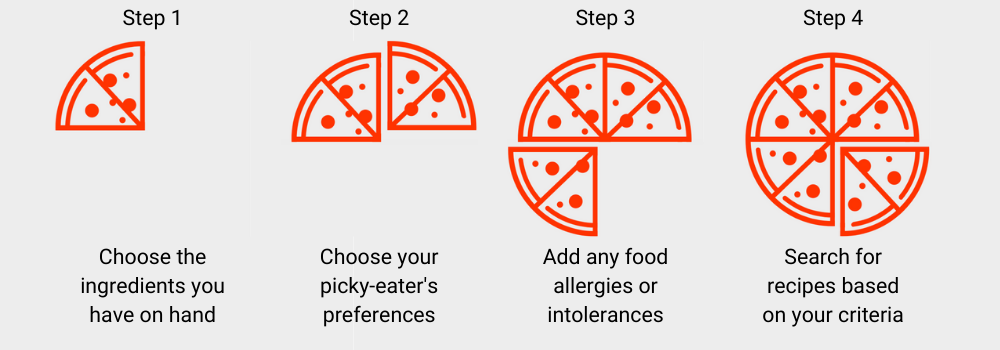 Step 1
Choose the
ingredients you
have on hand
Step 2
Choose your
picky-eater's
preferences
Step 3
Add any food
allergies or
intolerances
Step 4
Search for
recipes based
on your criteria